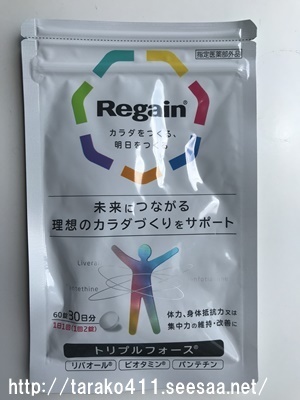 指定医薬部外品
Regain®
カラダをつくる、
明日をつくる
未来につながる
理想のカラダづくりをサポート
60錠 30日分
1日1回(1回2錠)
体力、身体抵抗力又は
集中力の維持・改善に
トリプルフォース®
リバオール® ビオタミン® パンテチン
http://tarako411.seesaa.net/